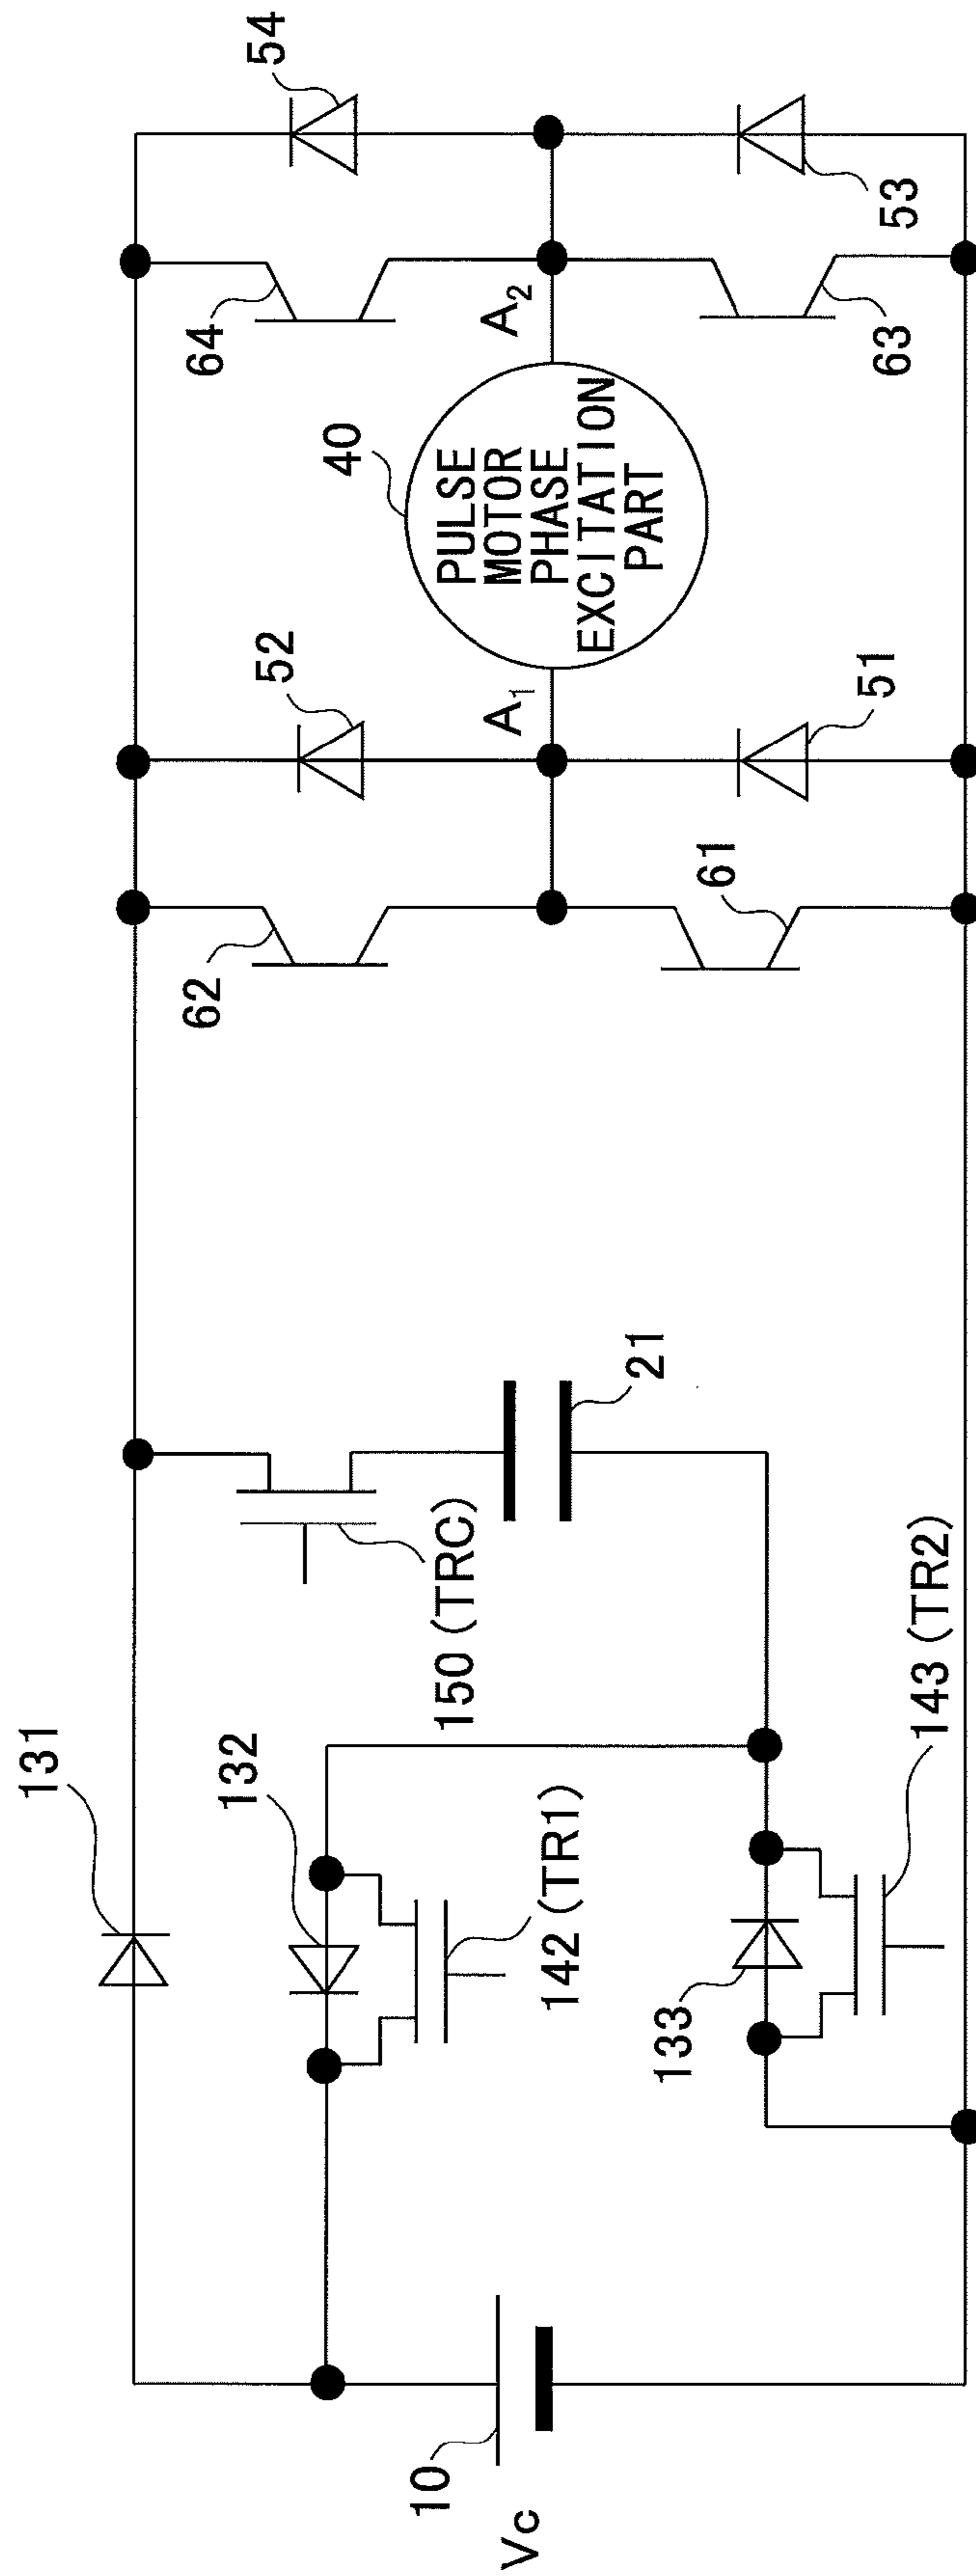 131
132
142 (TR1)
150 (TRC)
21
133
143 (TR2)
10
Vc
62
61
52
51
A1
40
PULSE
MOTOR
PHASE
EXCITATION
PART
A2
64
63
54
53